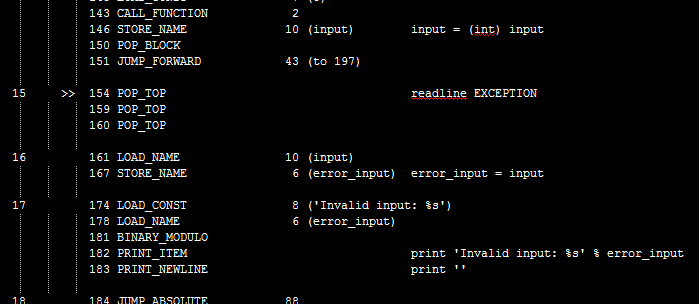 143 CALL_FUNCTION 2
146 STORE_NAME 10 (input) input = (int) input
150 POP_BLOCK
151 JUMP_FORWARD 43 (to 197)
15 >> 154 POP_TOP readline EXCEPTION
159 POP_TOP
160 POP_TOP
16 161 LOAD_NAME 10 (input)
167 STORE_NAME 6 (error_input) error_input = input
17 174 LOAD_CONST 8 ('Invalid input: %s')
178 LOAD_NAME 6 (error_input)
181 BINARY_MODULO
182 PRINT_ITEM print 'Invalid input: %s' % error_input
183 PRINT_NEWLINE print ''
18 184 JUMP_ABSOLUTE 88